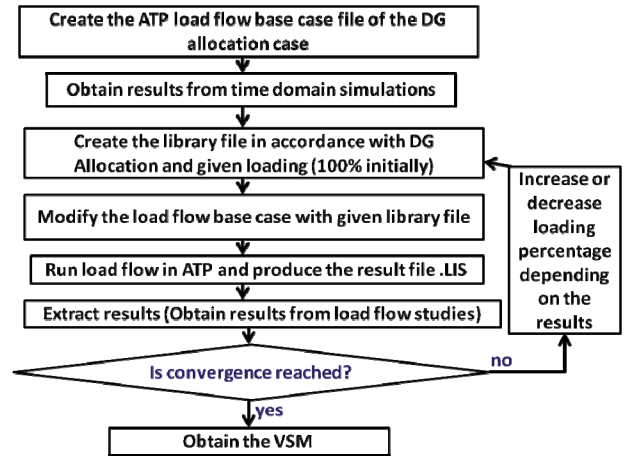 Create the ATP load flow base case file of the DG
allocation case
Obtain results from time domain simulations
Create the library file in accordance with DG
Allocation and given loading (100% initially)
Modify the load flow base case with given library file
Run load flow in ATP and produce the result file .LIS
Extract results (Obtain results from load flow studies)
Is convergence reached?
yes
Obtain the VSM
no
Increase or
decrease
loading
percentage
depending
on the
results